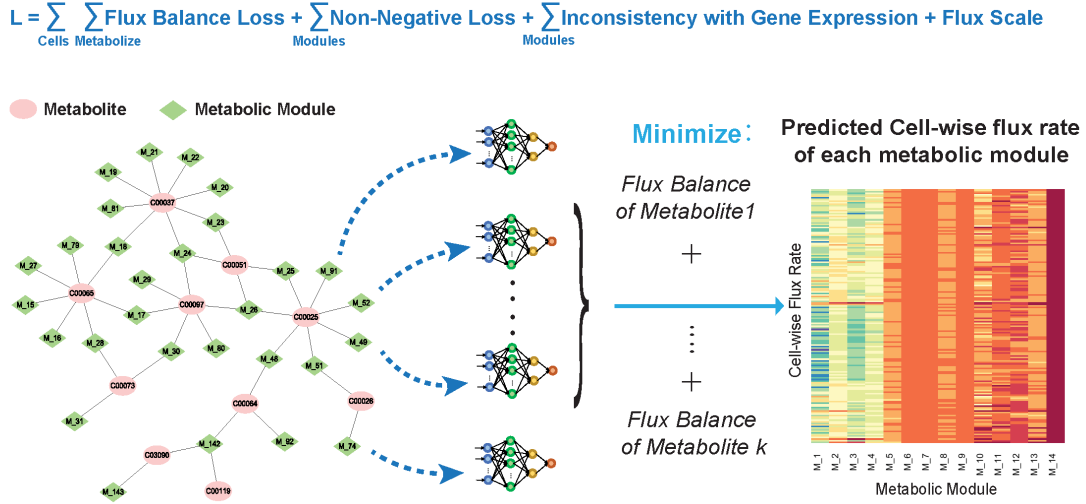 L = ∑ ∑ Flux Balance Loss + ∑ Non-Negative Loss + ∑ Inconsistency with Gene Expression + Flux Scale
Cells Metabolize Modules Modules
Metabolite Metabolic Module
M_21
M_22
M_19
M_20
C00037
M_81
M_23
M_79
M_18
M_24
M_27
C00051
M_25
M_91
M_29
C00065
M_15
C00097
M_52
M_17
M_26
C00025
M_16
M_28
M_30
M_80
M_49
M_48
M_51
C00073
C00064
C00026
M_31
M_142
M_92
M_74
C03090
M_143
C00119
Minimize:
Flux Balance
of Metabolite1
+
+
Flux Balance
of Metabolite k
Predicted Cell-wise flux rate
of each metabolic module
Cell-wise Flux Rate
M_1
M_2
M_3
M_4
M_5
M_6
M_7
M_8
M_9
M_10
M_11
M_12
M_13
M_14
Metabolic Module